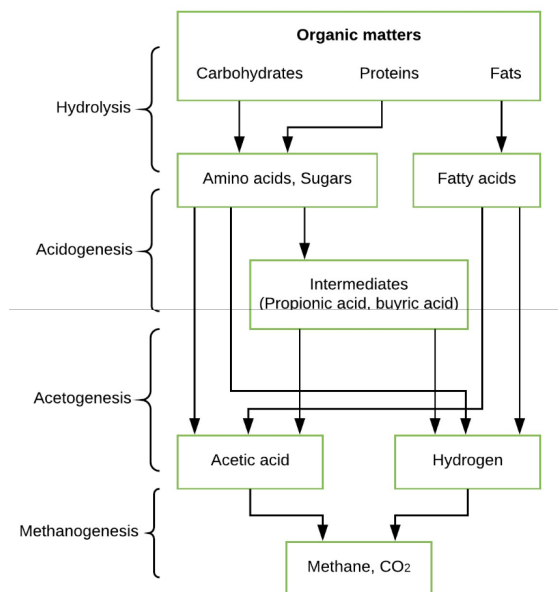 Organic matters
Carbohydrates Proteins Fats
Hydrolysis
Amino acids, Sugars Fatty acids
Acidogenesis
Intermediates
(Propionic acid, buyric acid)
Acetogenesis
Acetic acid Hydrogen
Methanogenesis
Methane, CO2